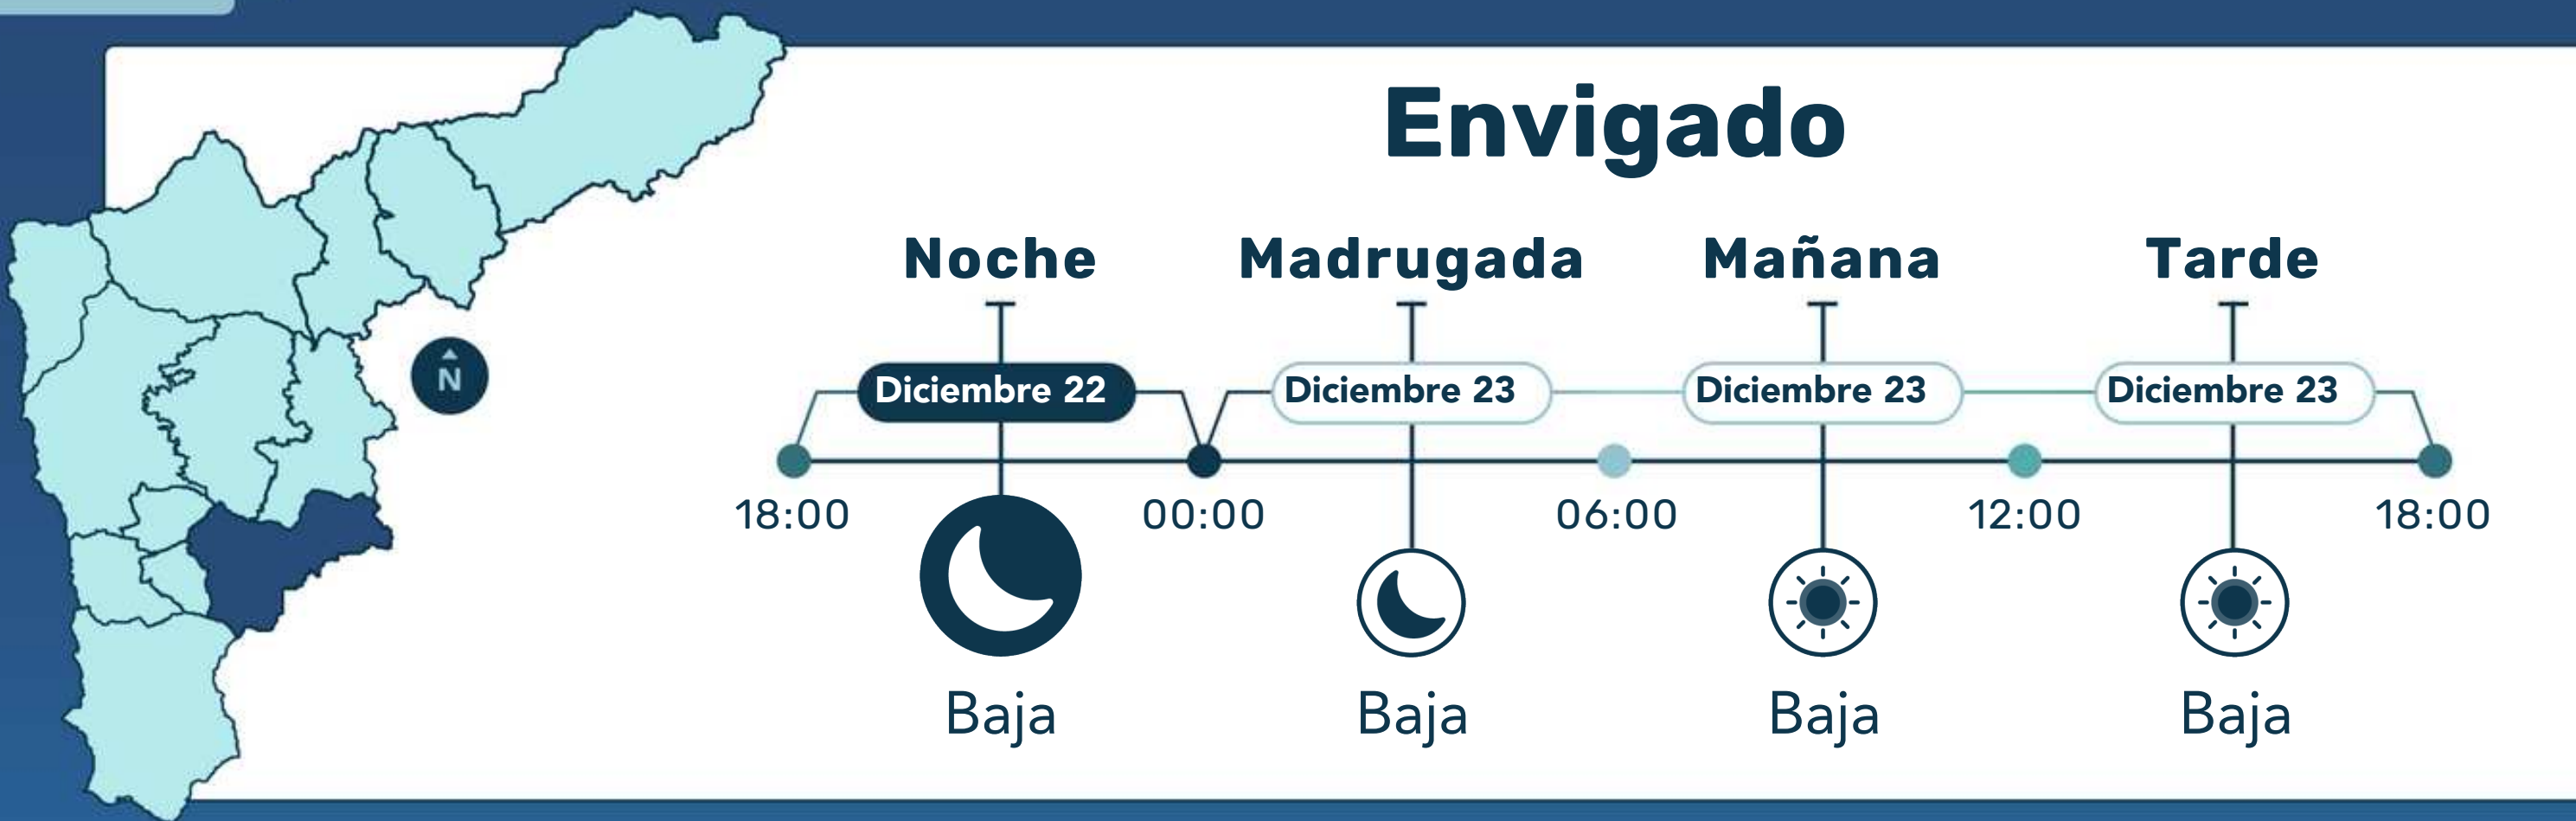 Envigado
Noche Madrugada Mañana Tarde
Diciembre 22 Diciembre 23 Diciembre 23 Diciembre 23
N
18:00 00:00 06:00 12:00 18:00
Baja Baja Baja Baja